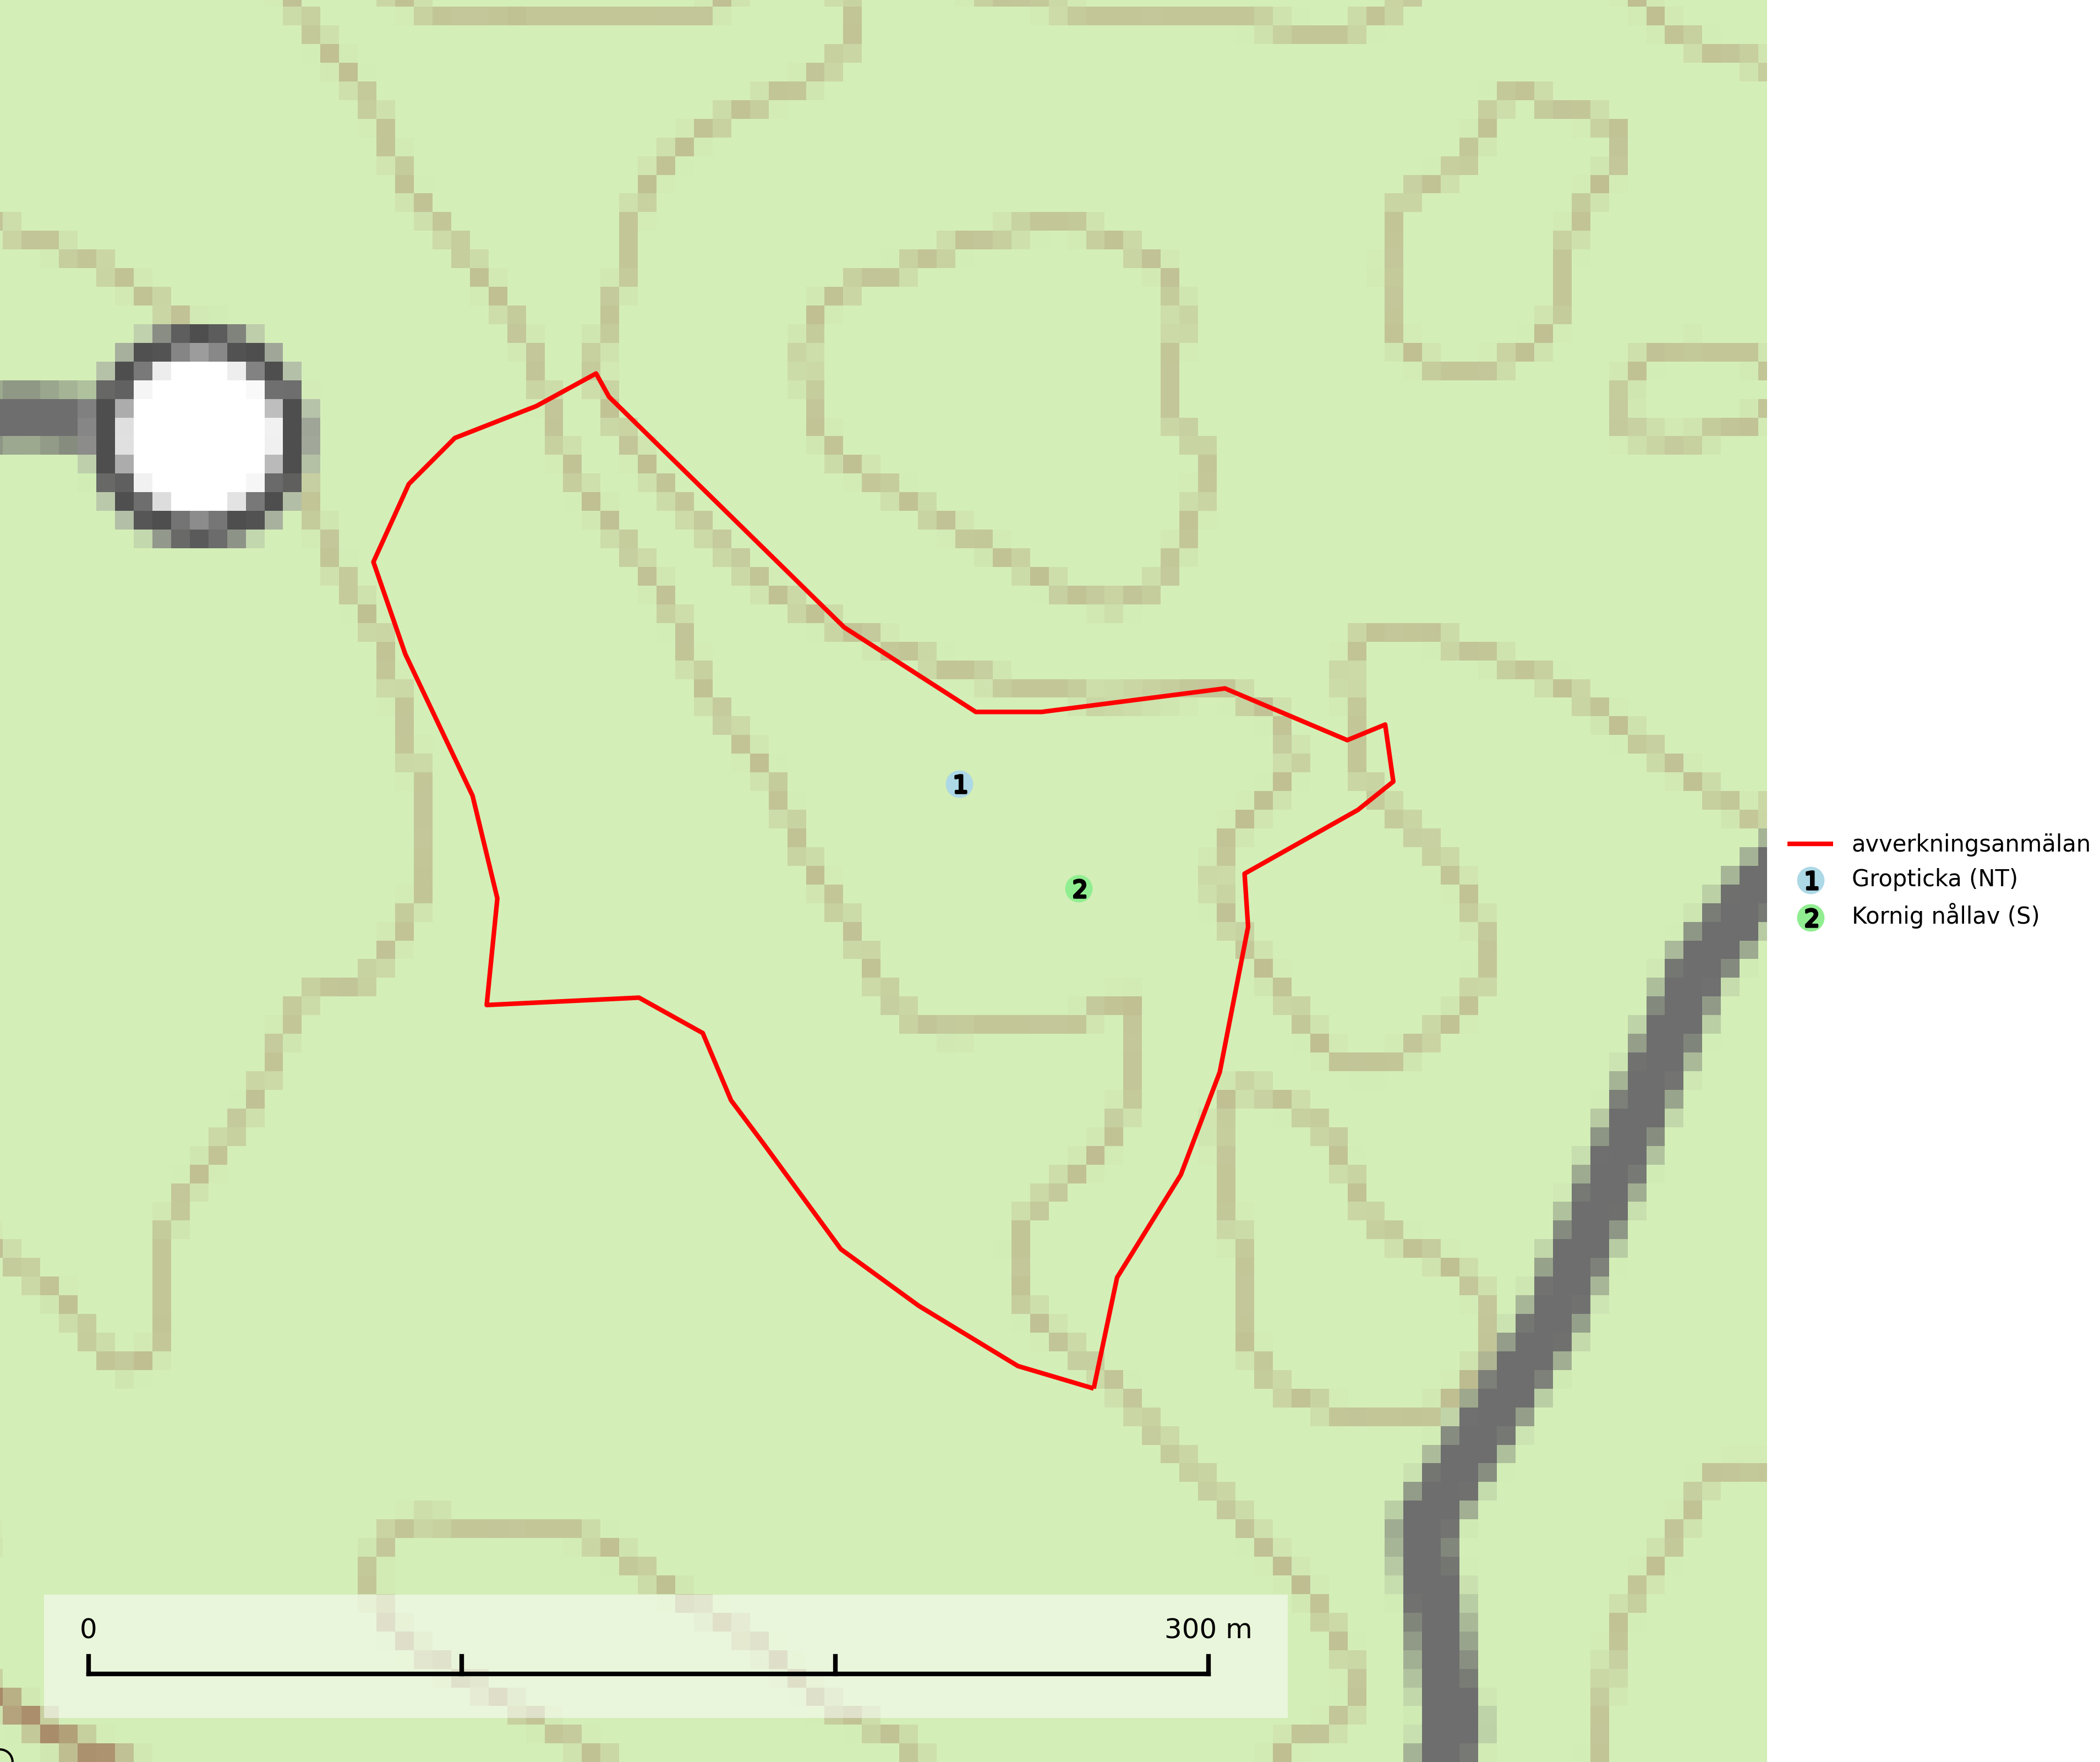 1
2
avverkningsanmälan
1 Gropticka (NT)
2 Kornig nållav (S)
0 300 m